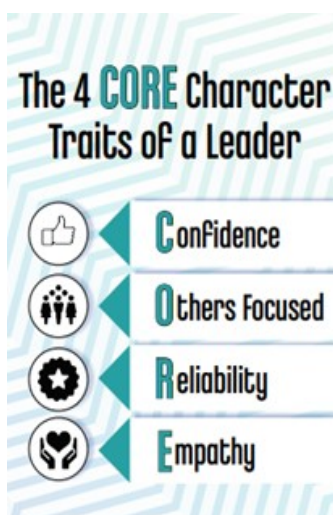 The 4 CORE Character
Traits of a Leader
Confidence
Others Focused
Reliability
Empathy